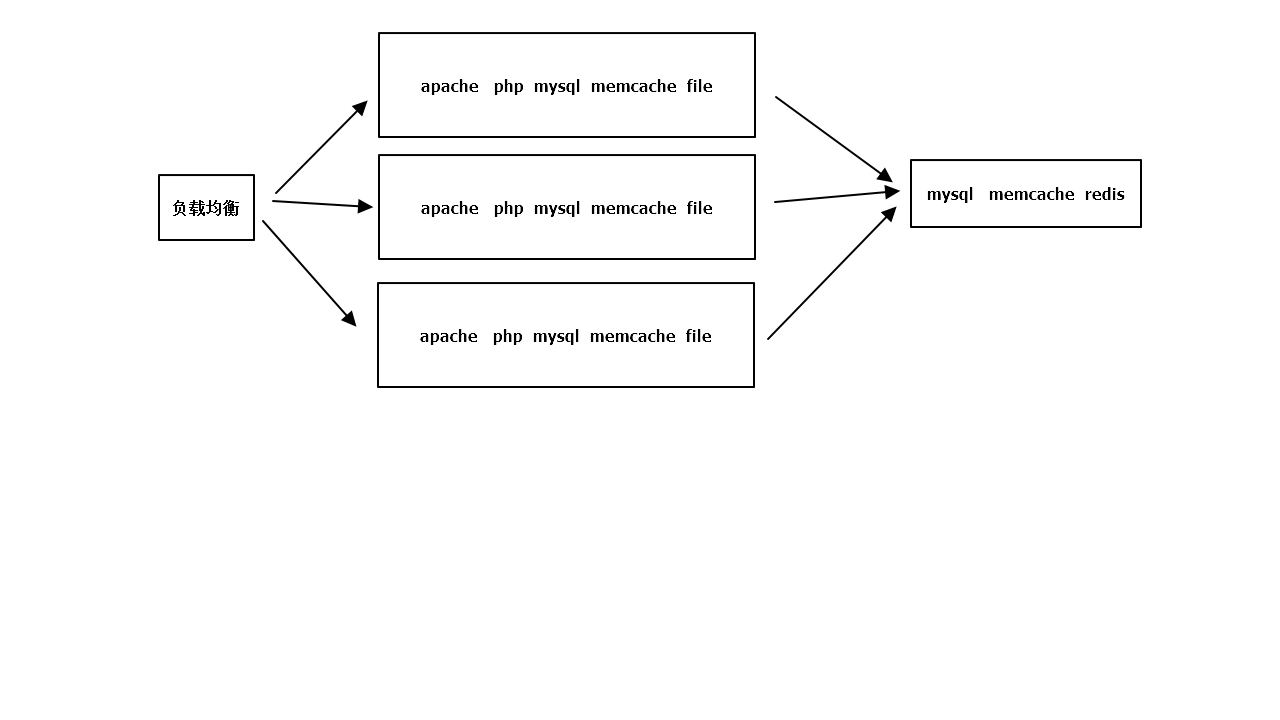 apache php mysql memcache file
负载均衡
apache php mysql memcache file
mysql memcache redis
apache php mysql memcache file